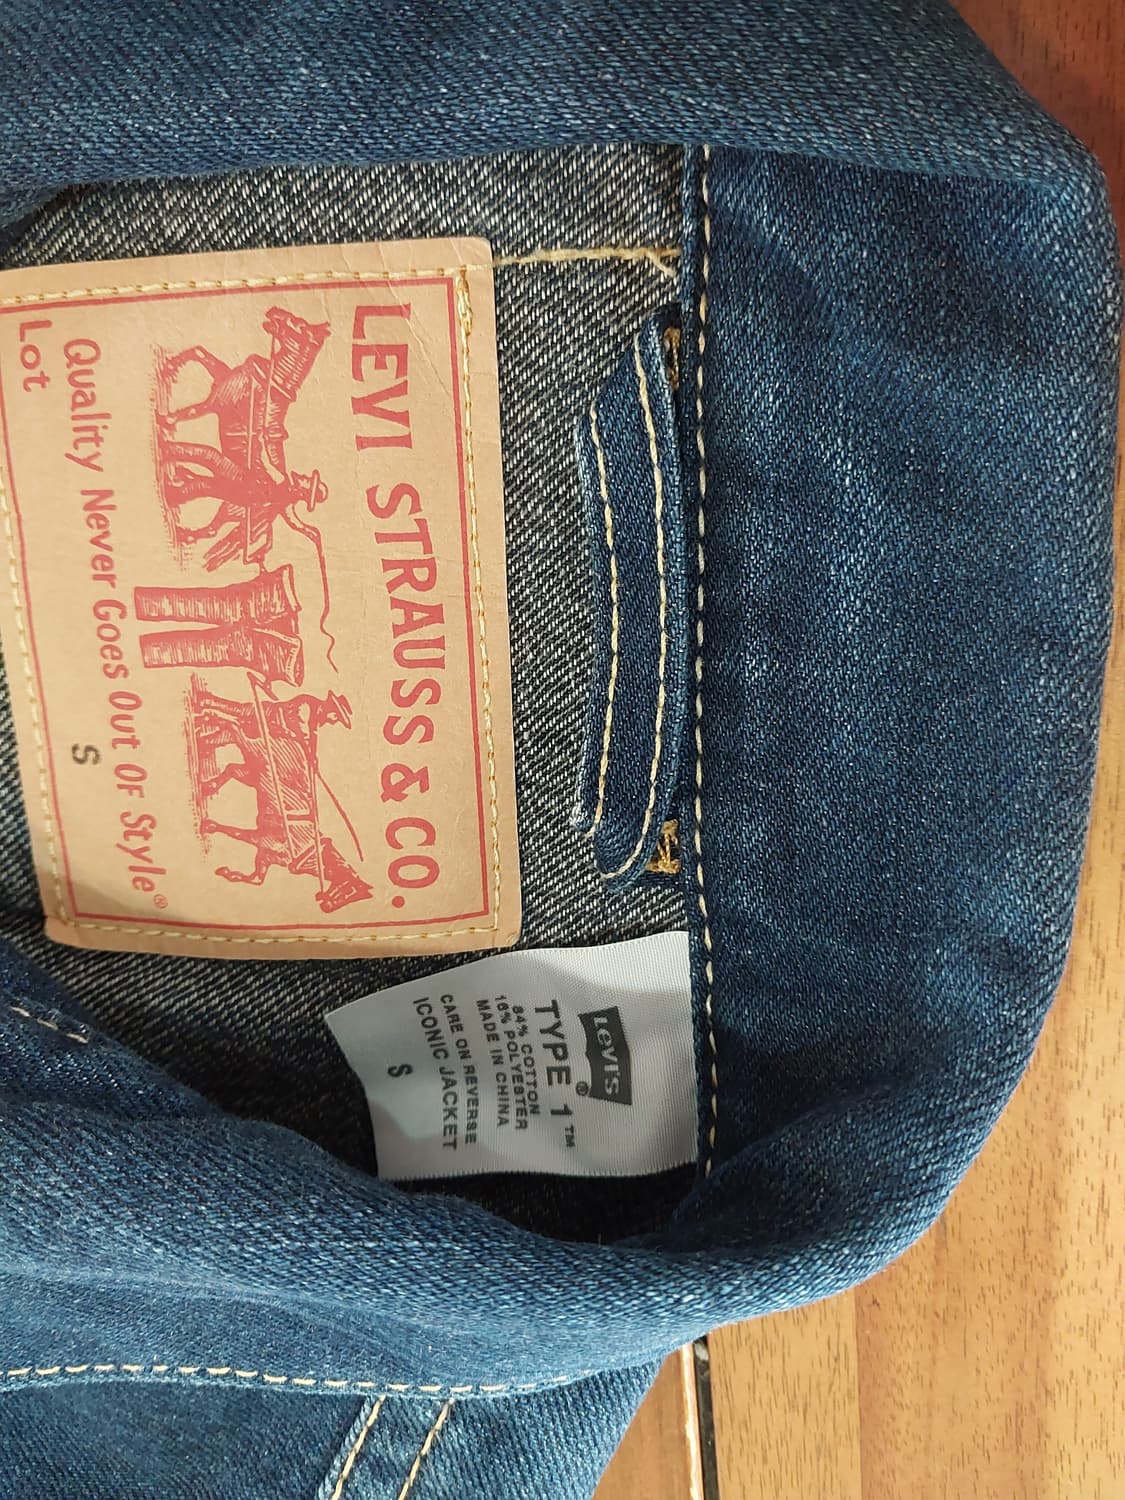 LEVI STRAUSS & CO.
Quality Never Goes Out Of Style®
Lot
S
Levi's
®
TYPE 1™
84% COTTON
16% POLYESTER
MADE IN CHINA
CARE ON REVERSE
ICONIC JACKET
S